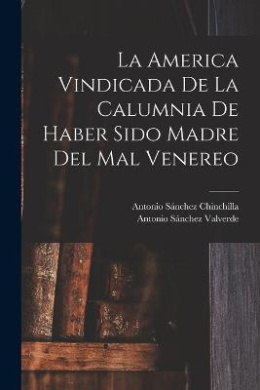 La America
Vindicada De La
Calumnia De
Haber Sido Madre
Del Mal Venereo
Antonio Sánchez Chinchilla
Antonio Sánchez Valverde